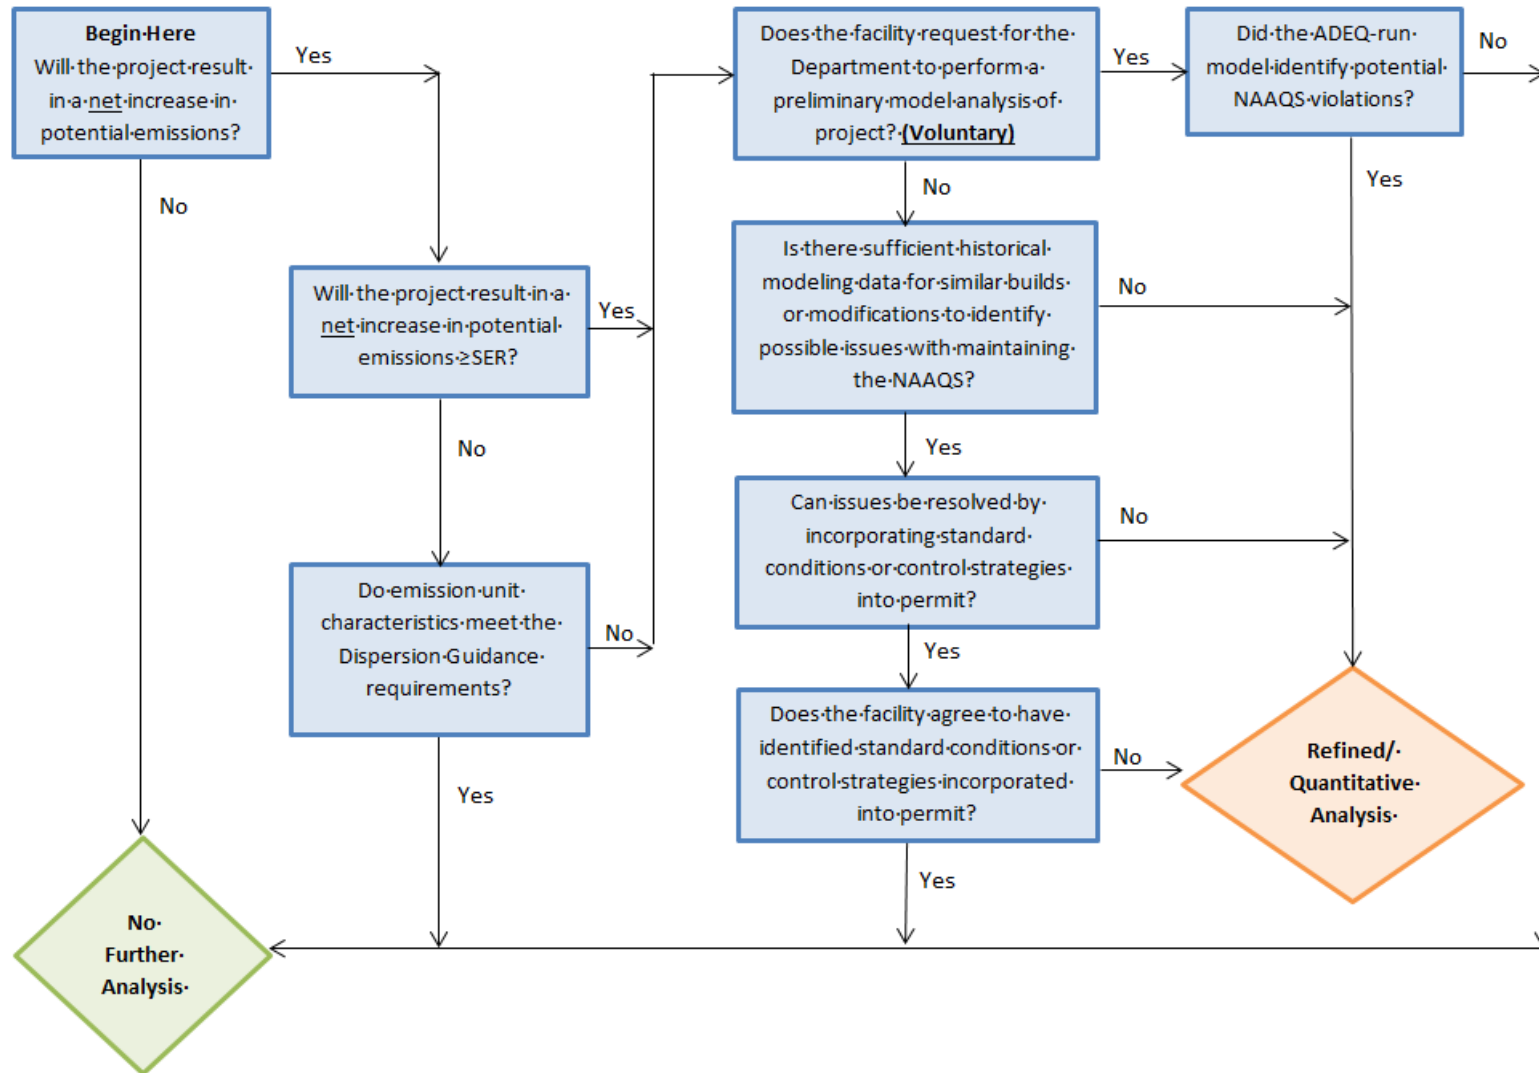 Begin·Here
Will·the·project·result·
in·a·net·increase·in·
potential·emissions?
Yes
No
Will·the·project·result·in·a·
net·increase·in·potential·
emissions·≥SER?
Yes
No
Do·emission·unit·
characteristics·meet·the·
Dispersion·Guidance·
requirements?
No
Yes
Does·the·facility·request·for·the·
Department·to·perform·a·
preliminary·model·analysis·of·
project?·(Voluntary)
Yes
No
Did·the·ADEQ-run·
model·identify·potential·
NAAQS·violations?
No
Yes
Is·there·sufficient·historical·
modeling·data·for·similar·builds·
or·modifications·to·identify·
possible·issues·with·maintaining·
the·NAAQS?
No
Yes
Can·issues·be·resolved·by·
incorporating·standard·
conditions·or·control·strategies·
into·permit?
No
Yes
Does·the·facility·agree·to·have·
identified·standard·conditions·or·
control·strategies·incorporated·
into·permit?
No
Yes
Refined/·
Quantitative·
Analysis·
No·
Further·
Analysis·